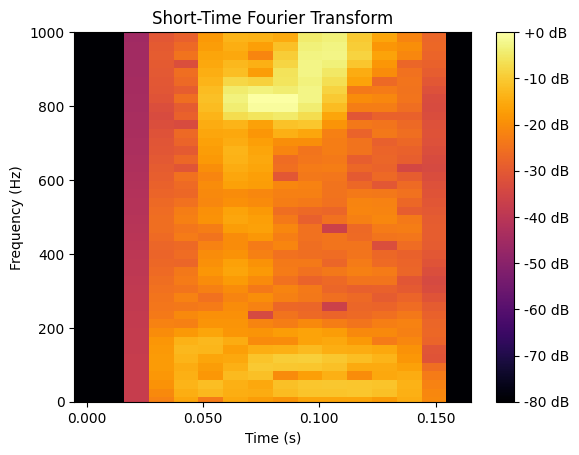 Short-Time Fourier Transform
1000
800
600
400
200
0
Frequency (Hz)
0.000
0.050
0.100
0.150
Time (s)
+0 dB
-10 dB
-20 dB
-30 dB
-40 dB
-50 dB
-60 dB
-70 dB
-80 dB